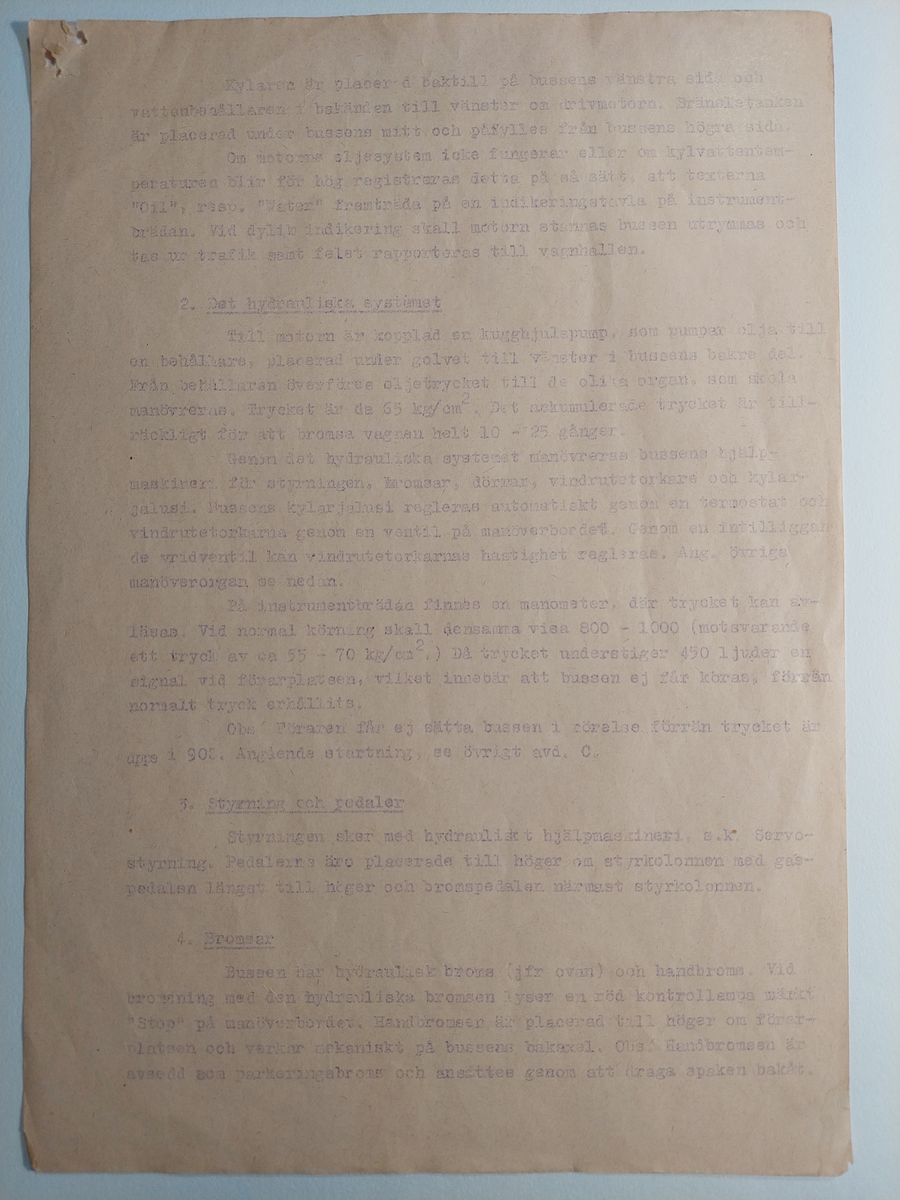 Kylaren är placerad baktill på bussens vänstra sida och
vattenbehållaren i bakänden till vänster om drivmotorn. Bränsletanken
är placerad under bussens mitt och påfylles från bussens högra sida.
Om motorns oljesystem icke fungerar eller om kylvattentem-
peraturen blir för hög registreras detta på så sätt, att texterna
"Oil", resp. "Water" framträda på en indikeringstavla på instrument-
brädan. Vid dylik indikering skall motorn stannas bussen utrymmas och
tas ur trafik samt felet rapporteras till vagnhallen.
2. Det hydrauliska systemet
Till motorn är kopplad en kugghjulspump, som pumpar olja till
en behållare, placerad under golvet till vänster i bussens bakre del.
Från behållaren överföres oljetrycket till de olika organ, som skola
manövreras. Trycket är da 65 kg/cm2. Det ackumulerade trycket är till-
räckligt för att bromsa vagnen helt 10 - 25 gånger.
Genom det hydrauliska systemet manövreras bussens hjälp-
maskineri för styrningen, bromsar, dörrar, vindrutetorkare och kylar-
jalusi. Bussens kylarjalusi regleras automatiskt genom en termostat och
vindrutetorkarna genom en ventil på manöverbordet. Genom en intilliggan
de vridventil kan vindrutetorkarnas hastighet regleras. Ang. övriga
manöverorgan se nedan.
På instrumentbrädan finnes en manometer, där trycket kan av-
läsas. Vid normal körning skall densamma visa 800 - 1000 (motsvarande
ett tryck av ca 55 - 70 kg/cm2.) Då trycket understiger 450 ljuder en
signal vid förarplatsen, vilket innebär att bussen ej får köras, förrän
normalt tryck erhållits.
Obs! Föraren får ej sätta bussen i rörelse förrän trycket är
uppe i 900. Angående startning, se övrigt avd. C.
3. Styrning och pedaler
Styrningen sker med hydrauliskt hjälpmaskineri, s.k. Servo-
styrning. Pedalerna äro placerade till höger om styrkolonnen med gas-
pedalen längst till höger och bromspedalen närmast styrkolonnen.
4. Bromsar
Bussen har hydraulisk broms (jfr ovan) och handbroms. Vid
bromsning med den hydrauliska bromsen lyser en röd kontrollampa märkt
"Stop" på manöverbordet. Handbromsen är placerad till höger om förar-
platsen och verkar mekaniskt på bussens bakaxel. Obs! Handbromsen är
avsedd som parkeringsbroms och ansättes genom att draga spaken bakåt.